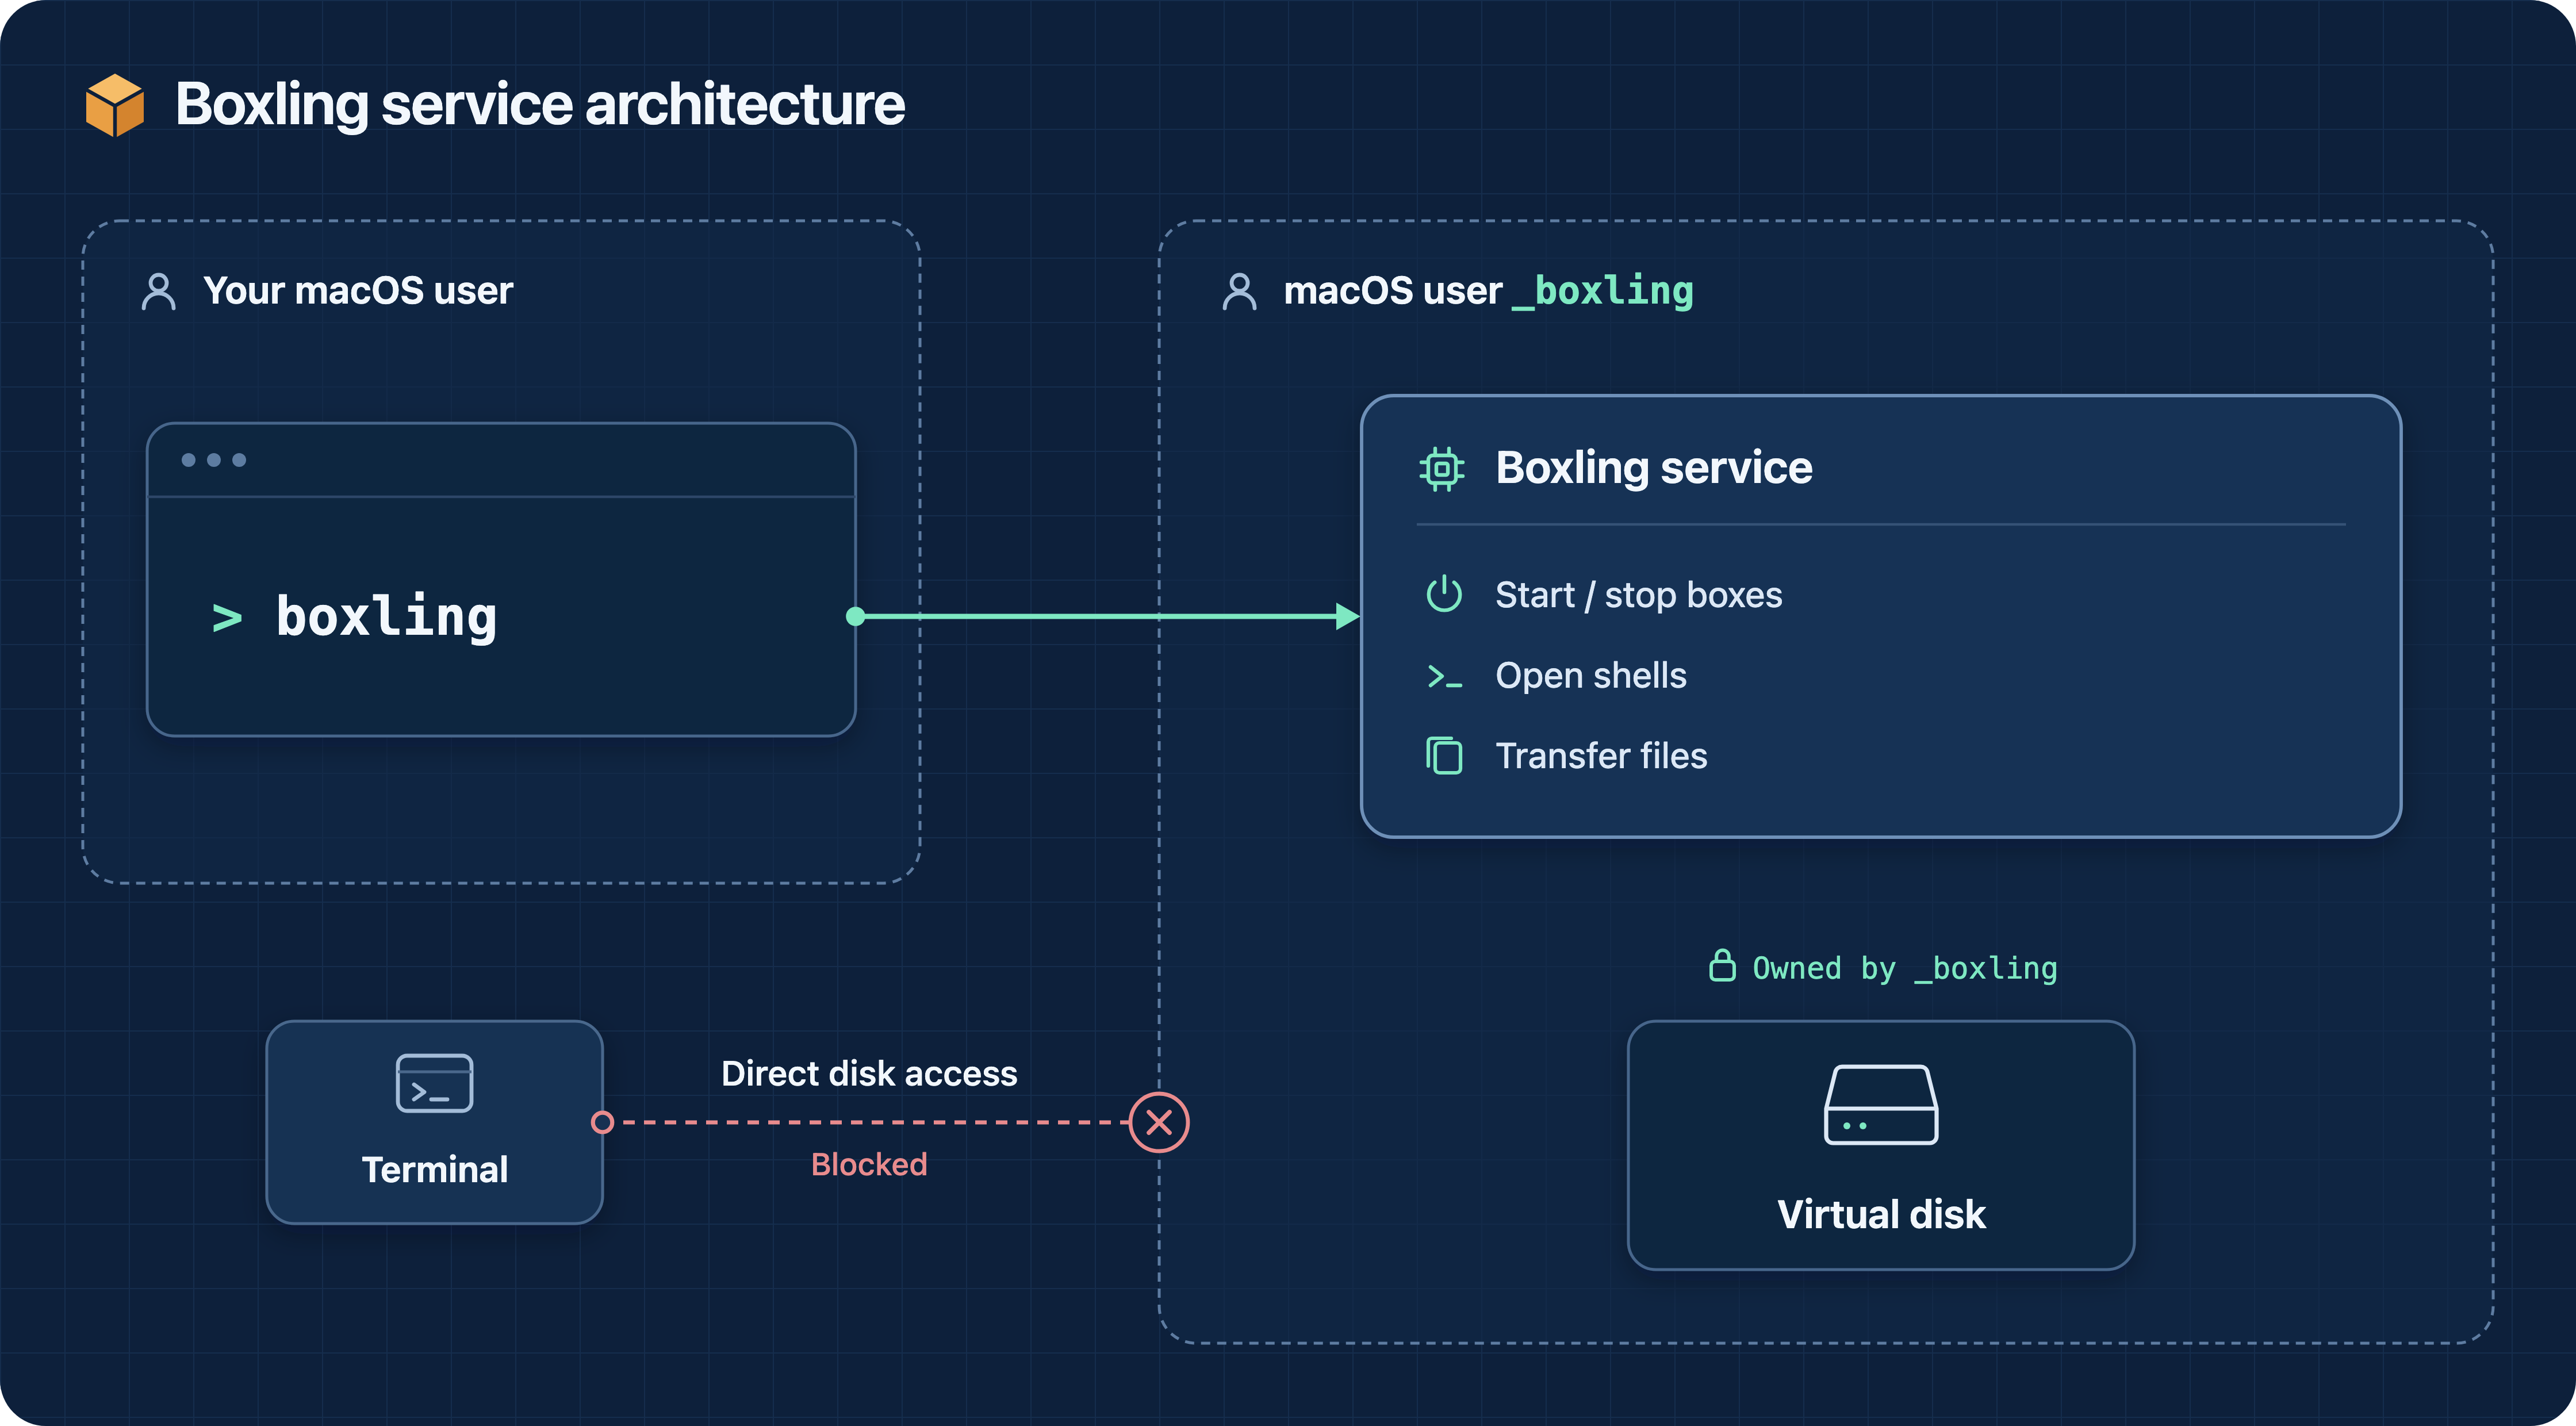 Boxling service architecture
Your macOS user
> boxling
macOS user _boxling
Boxling service
Start / stop boxes
Open shells
Transfer files
Terminal
Direct disk access
Blocked
Owned by _boxling
Virtual disk